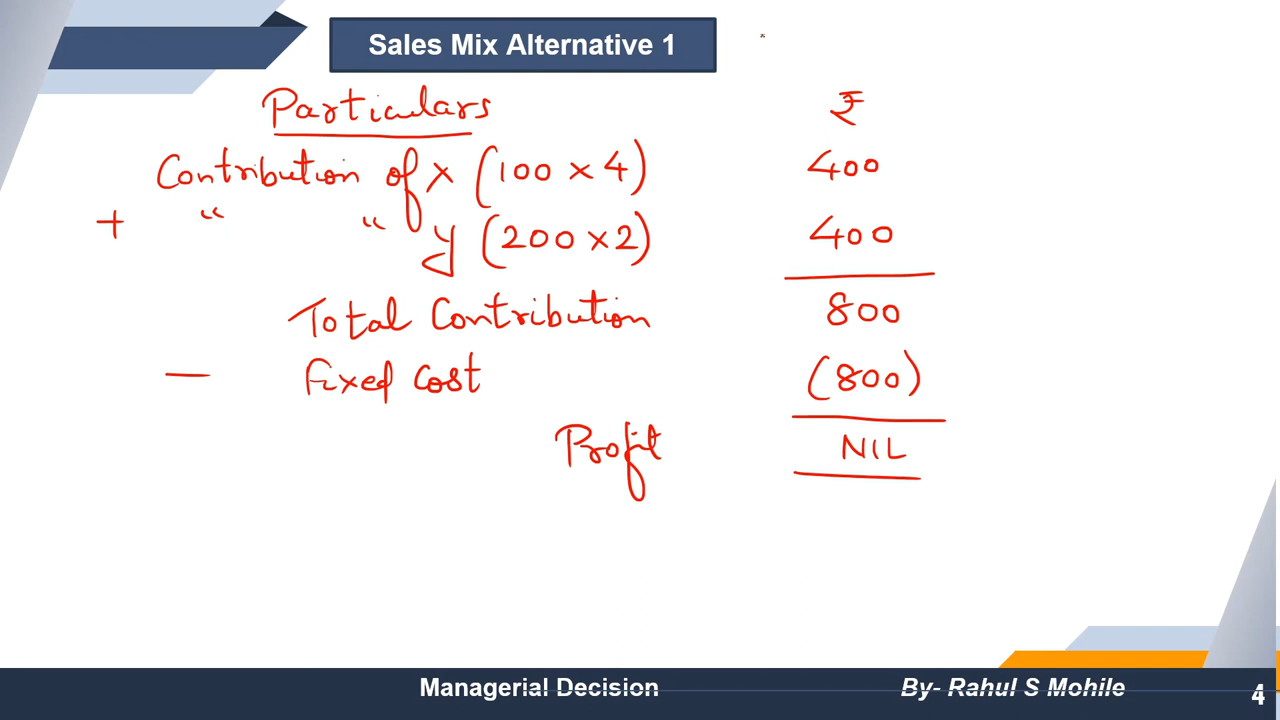 Sales Mix Alternative 1
Particulars ₹
Contribution of x (100 × 4) 400
+ " " y (200 × 2) 400
Total Contribution 800
— Fixed Cost (800)
Profit NIL
Managerial Decision By- Rahul S Mohile 4